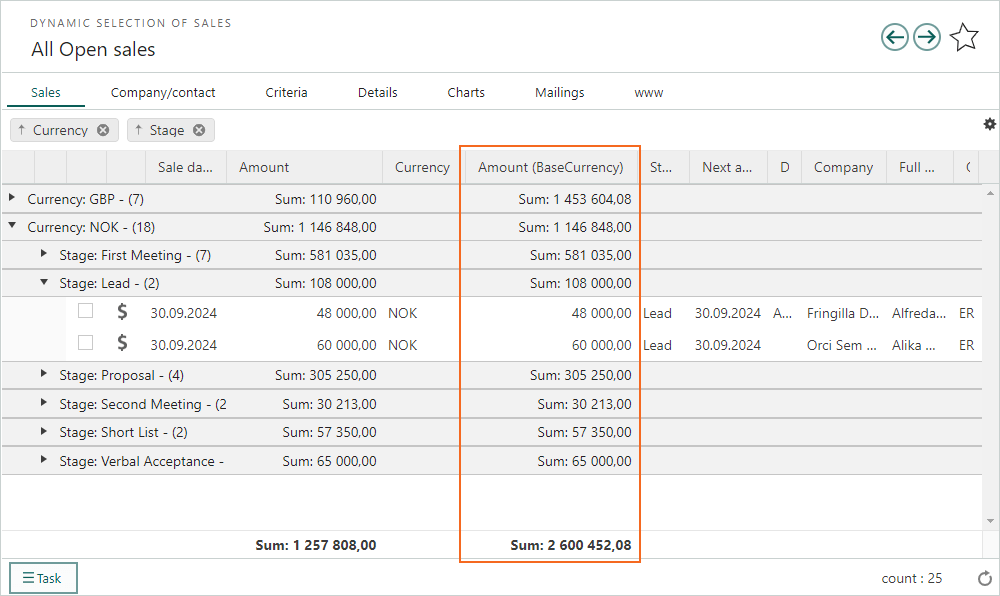 DYNAMIC SELECTION OF SALES
All Open sales
Sales Company/contact Criteria Details Charts Mailings www
↑ Currency ↑ Stage
Sale da... Amount Currency Amount (BaseCurrency) St... Next a... D Company Full ...
Currency: GBP - (7) Sum: 110 960,00 Sum: 1 453 604,08
Currency: NOK - (18) Sum: 1 146 848,00 Sum: 1 146 848,00
Stage: First Meeting - (7) Sum: 581 035,00 Sum: 581 035,00
Stage: Lead - (2) Sum: 108 000,00 Sum: 108 000,00
$ 30.09.2024 48 000,00 NOK 48 000,00 Lead 30.09.2024 A... Fringilla D... Alfreda... ER
$ 30.09.2024 60 000,00 NOK 60 000,00 Lead 30.09.2024 Orci Sem ... Alika ... ER
Stage: Proposal - (4) Sum: 305 250,00 Sum: 305 250,00
Stage: Second Meeting - (2 Sum: 30 213,00 Sum: 30 213,00
Stage: Short List - (2) Sum: 57 350,00 Sum: 57 350,00
Stage: Verbal Acceptance - Sum: 65 000,00 Sum: 65 000,00
Sum: 1 257 808,00 Sum: 2 600 452,08
Task count : 25